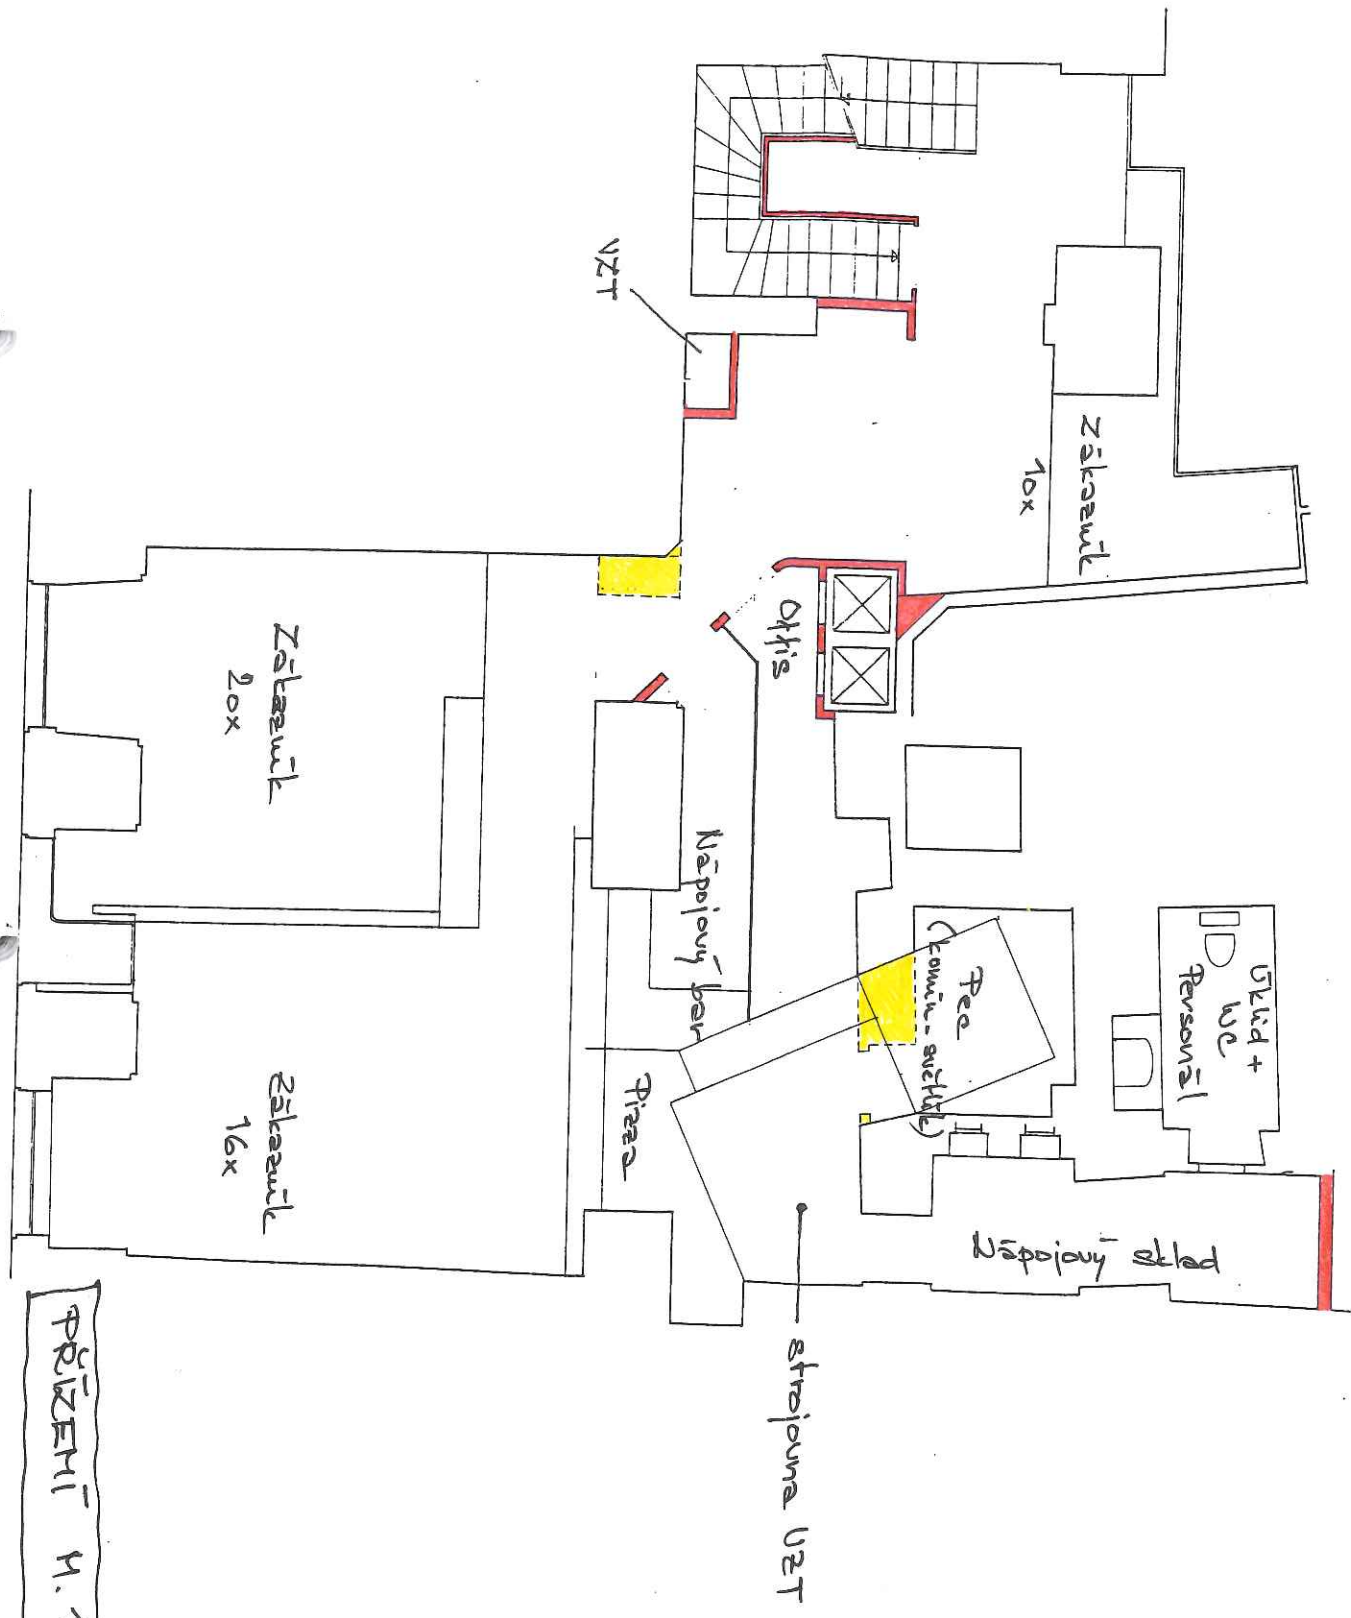 VZT
Zákazník
10x
Offis
Zákazník
20x
Nápojový bar
Pec
(komín - světlík)
Úklid +
WC
Personál
Pizza
Zákazník
16x
Nápojový sklad
strojovna VZT
PŘÍZEMÍ M.